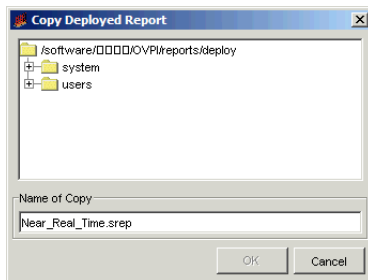 Copy Deployed Report
/software/□□□□/OVPI/reports/deploy
system
users
Name of Copy
Near_Real_Time.srep
OK
Cancel